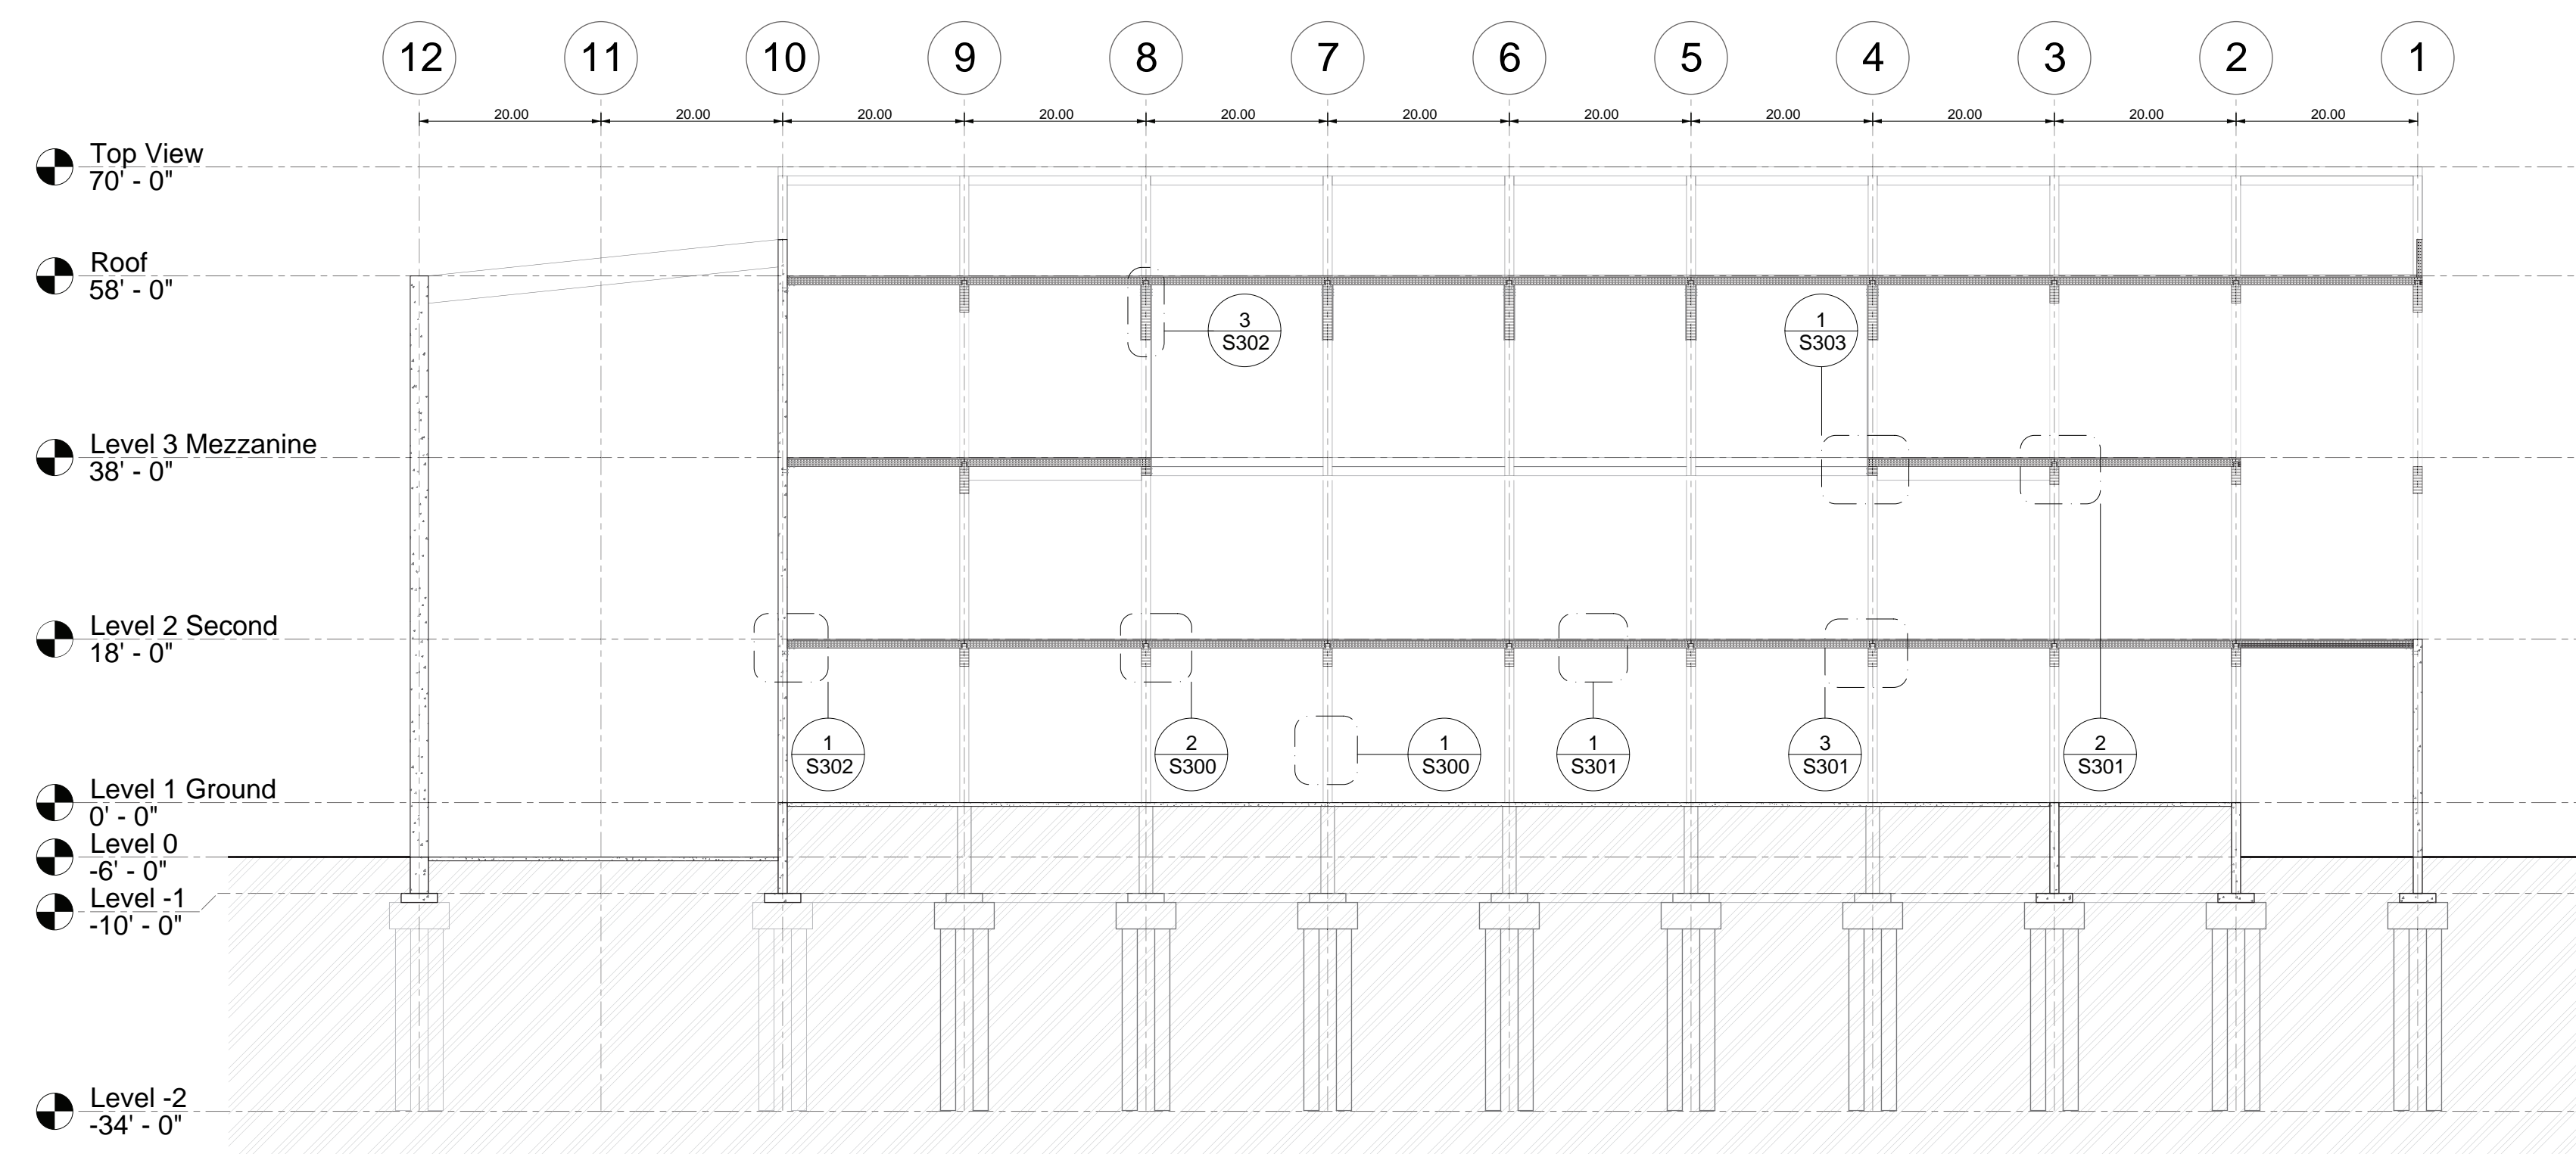 12 11 10 9 8 7 6 5 4 3 2 1
20.00 20.00 20.00 20.00 20.00 20.00 20.00 20.00 20.00 20.00 20.00
Top View
70' - 0"
Roof
58' - 0"
3
S302
1
S303
Level 3 Mezzanine
38' - 0"
Level 2 Second
18' - 0"
1
S302
2
S300
1
S300
1
S301
3
S301
2
S301
Level 1 Ground
0' - 0"
Level 0
-6' - 0"
Level -1
-10' - 0"
Level -2
-34' - 0"